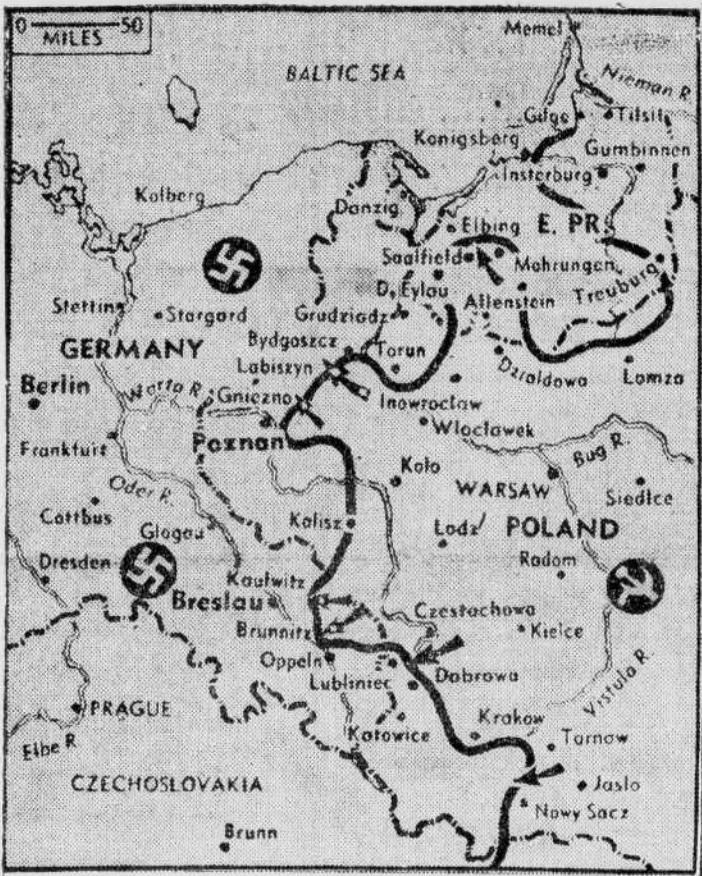 0 50
MILES
Memel
BALTIC SEA
Nieman R.
Gilge
Tilsit
Konigsberg
Gumbinnen
Insterburg
Kolberg
Danzig
Elbing
E. PR.
Saalfield
Mohrungen
Treuburg
D. Eylau
Allenstein
Stettin
Stargard
Grudziadz
GERMANY
Bydgoszcz
Torun
Dzialdowa
Labiszyn
Lomza
Berlin
Warta R.
Gniezno
Inowroclaw
Wloclawek
Frankfurt
Poznan
Bug R.
Kolo
WARSAW
Siedlce
Oder R.
Cottbus
Glogau
Kalisz
Lodz
POLAND
Dresden
Radom
Kautwitz
Breslau
Czestochowa
Brunnitz
Kielce
Oppeln
Lubliniec
Dabrowa
Vistula R.
PRAGUE
Katowice
Krakow
Tarnow
Elbe R
CZECHOSLOVAKIA
Jaslo
Nowy Sacz
Brunn